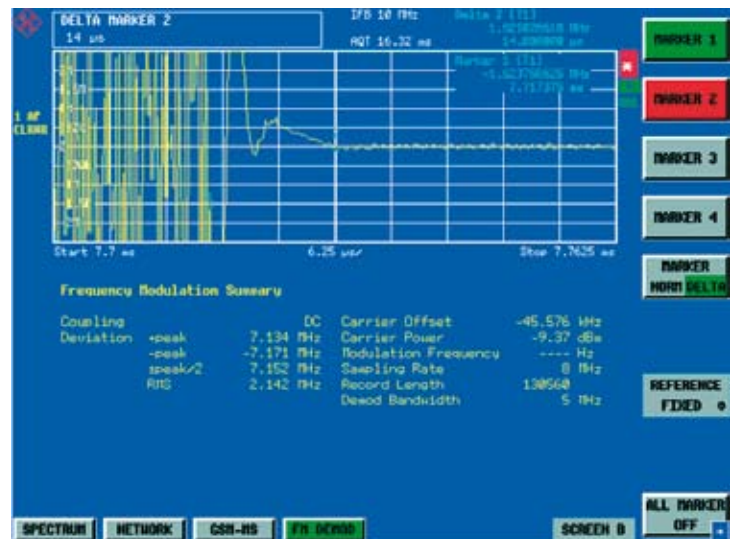 DELTA MARKER 2
14 µs
IFB 10 MHz
AQT 16.32 ms
Delta 2 [T1]
Marker 1 [T1]
MARKER 1
MARKER 2
MARKER 3
MARKER 4
MARKER
NORM DELTA
REFERENCE
FIXED
ALL MARKER
OFF
1 AP
CLRWR
Start 7.7 ms
6.25 µs/
Stop 7.7625 ms
Frequency Modulation Summary
Coupling DC
Deviation +peak 7.134 MHz
-peak -7.171 MHz
±peak/2 7.152 MHz
RMS 2.142 MHz
Carrier Offset -45.576 kHz
Carrier Power -9.37 dBm
Modulation Frequency ---- Hz
Sampling Rate 8 MHz
Record Length 130560
Demod Bandwidth 5 MHz
SPECTRUM
NETWORK
GSM-MS
FM DEMOD
SCREEN B